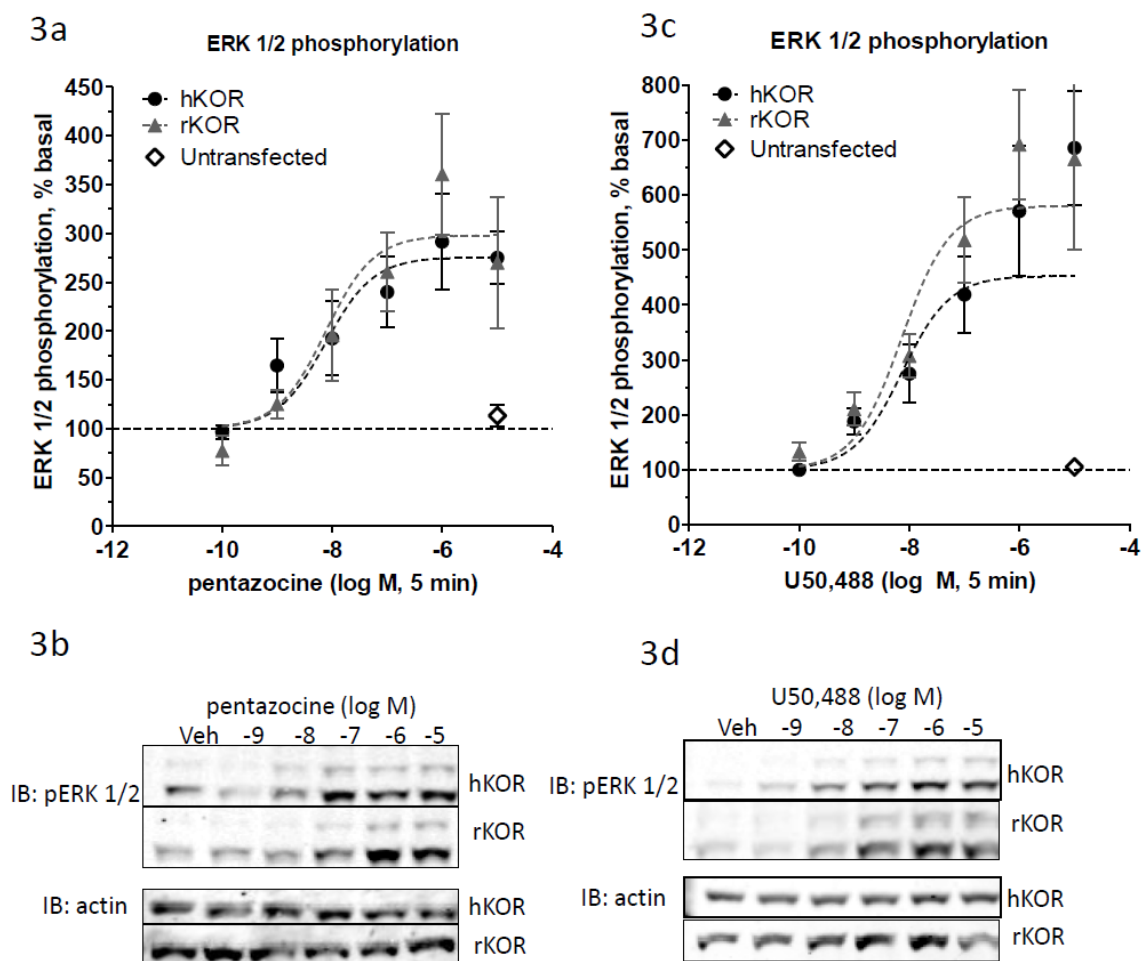 3a
ERK 1/2 phosphorylation
450
400
350
300
250
200
150
100
50
0
ERK 1/2 phosphorylation, % basal
hKOR
rKOR
Untransfected
-12 -10 -8 -6 -4
pentazocine (log M, 5 min)
3c
ERK 1/2 phosphorylation
800
700
600
500
400
300
200
100
0
ERK 1/2 phosphorylation, % basal
hKOR
rKOR
Untransfected
-12 -10 -8 -6 -4
U50,488 (log M, 5 min)
3b
pentazocine (log M)
Veh -9 -8 -7 -6 -5
IB: pERK 1/2
hKOR
rKOR
IB: actin
hKOR
rKOR
3d
U50,488 (log M)
Veh -9 -8 -7 -6 -5
IB: pERK 1/2
hKOR
rKOR
IB: actin
hKOR
rKOR